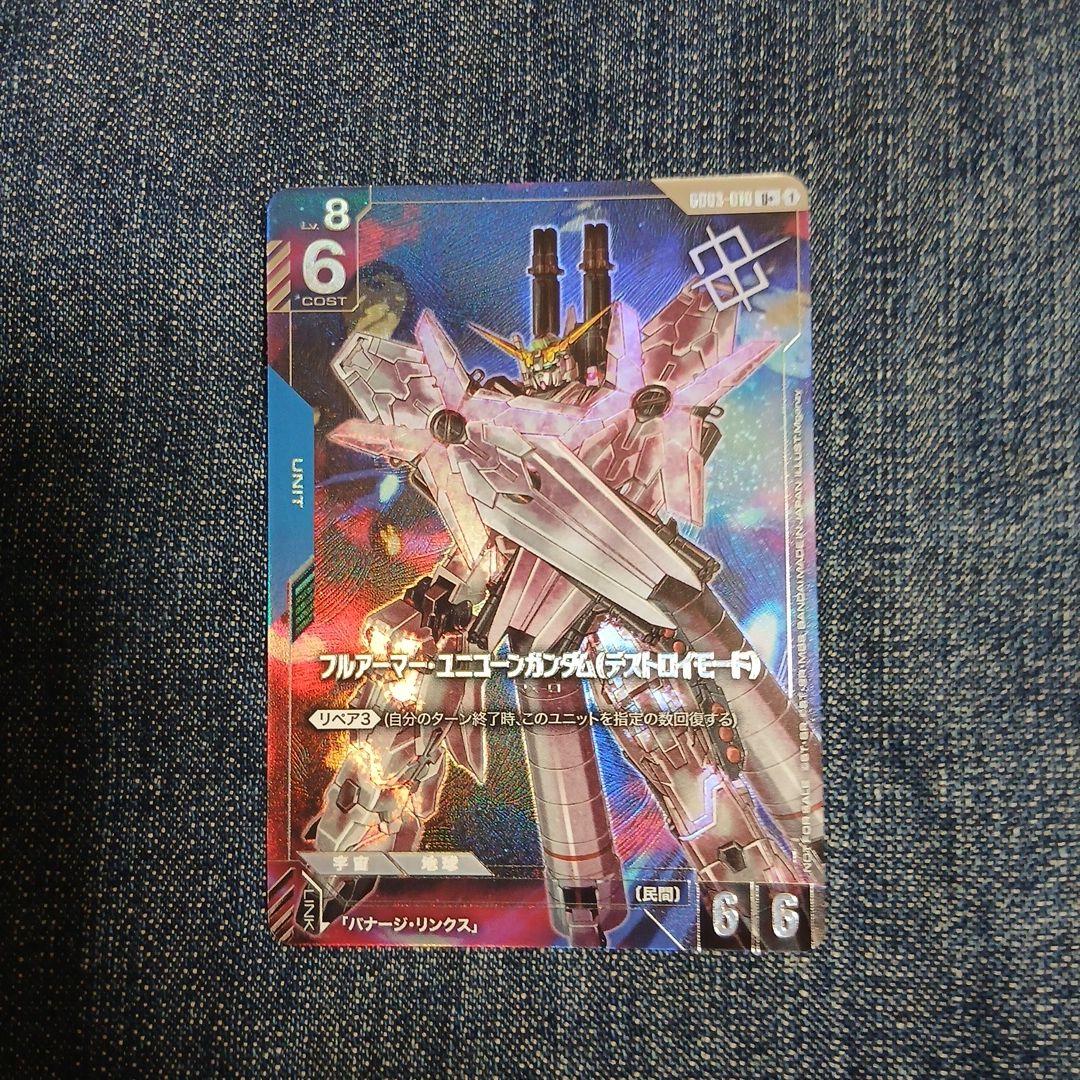 Lv. 8
6
COST
UNIT
フルアーマー・ユニコーンガンダム(デストロイモード)
リペア3 (自分のターン終了時、このユニットを指定の数回復する)
宇宙 地球
LINK
「バナージ・リンクス」
(民間)
6 6